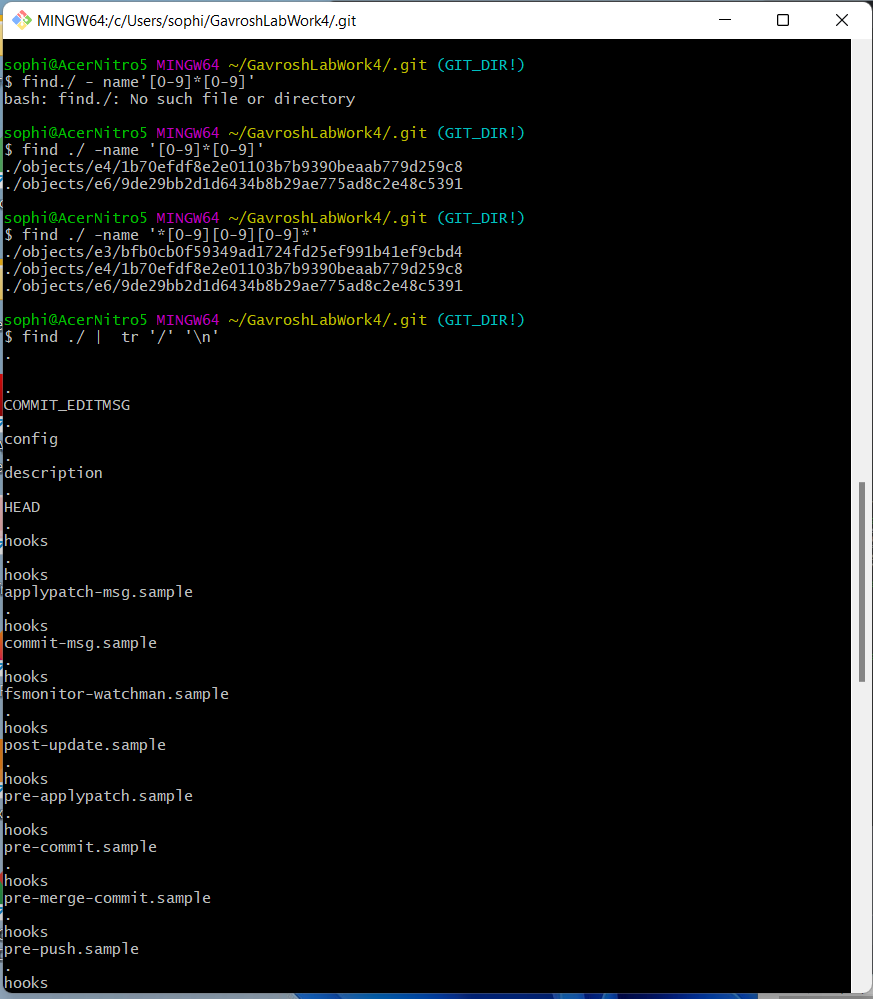 MINGW64:/c/Users/sophi/GavroshLabWork4/.git
sophi@AcerNitro5 MINGW64 ~/GavroshLabWork4/.git (GIT_DIR!)
$ find./ - name'[0-9]*[0-9]'
bash: find./: No such file or directory
sophi@AcerNitro5 MINGW64 ~/GavroshLabWork4/.git (GIT_DIR!)
$ find ./ -name '[0-9]*[0-9]'
./objects/e4/1b70efdf8e2e01103b7b9390beaab779d259c8
./objects/e6/9de29bb2d1d6434b8b29ae775ad8c2e48c5391
sophi@AcerNitro5 MINGW64 ~/GavroshLabWork4/.git (GIT_DIR!)
$ find ./ -name '*[0-9][0-9][0-9]*'
./objects/e3/bfb0cb0f59349ad1724fd25ef991b41ef9cbd4
./objects/e4/1b70efdf8e2e01103b7b9390beaab779d259c8
./objects/e6/9de29bb2d1d6434b8b29ae775ad8c2e48c5391
sophi@AcerNitro5 MINGW64 ~/GavroshLabWork4/.git (GIT_DIR!)
$ find ./ |  tr '/' '\n'
.
.
COMMIT_EDITMSG
.
config
.
description
.
HEAD
.
hooks
.
hooks
applypatch-msg.sample
.
hooks
commit-msg.sample
.
hooks
fsmonitor-watchman.sample
.
hooks
post-update.sample
.
hooks
pre-applypatch.sample
.
hooks
pre-commit.sample
.
hooks
pre-merge-commit.sample
.
hooks
pre-push.sample
.
hooks